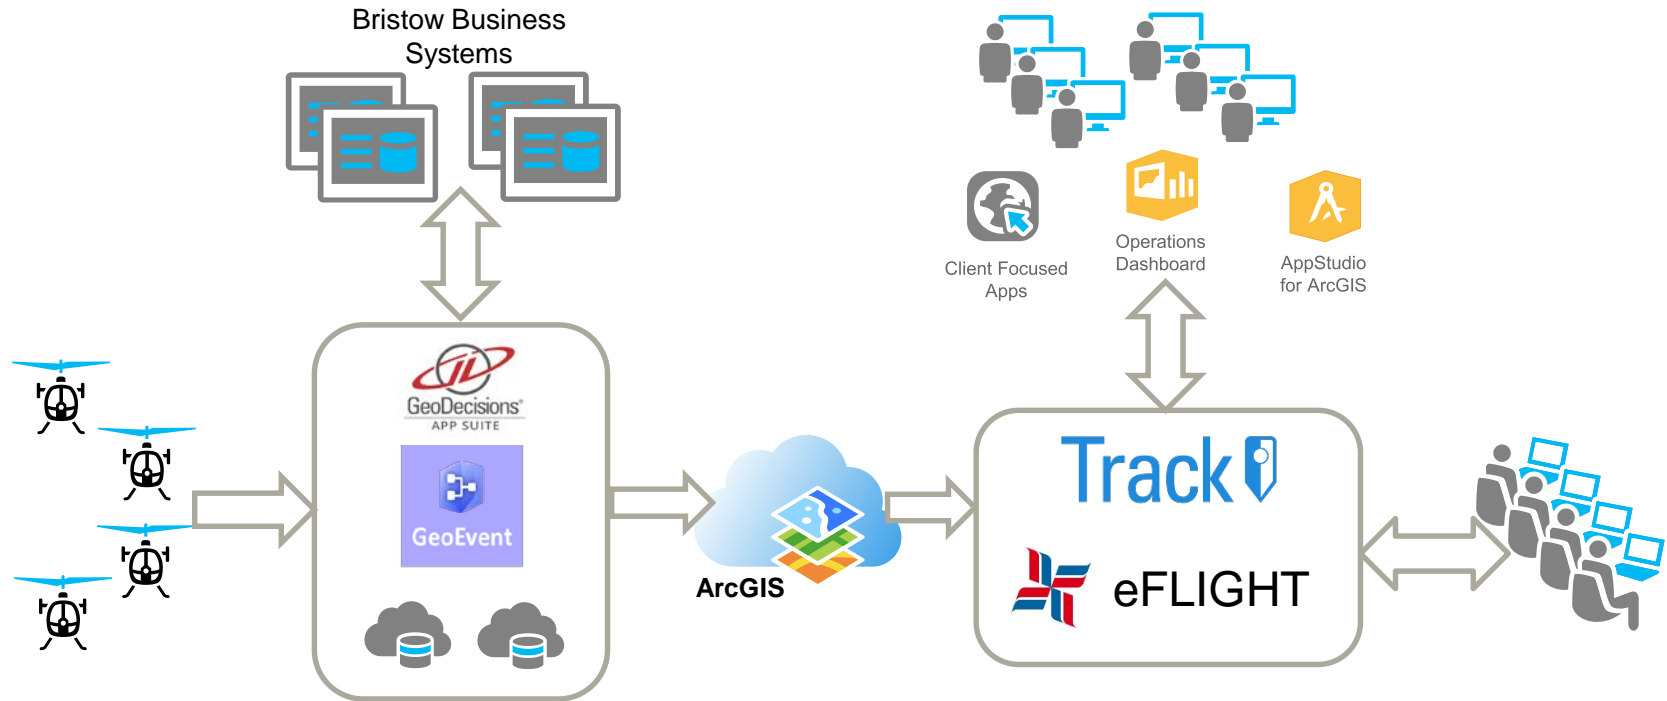 Bristow Business
Systems
Client Focused
Apps
Operations
Dashboard
AppStudio
for ArcGIS
GeoDecisions®
APP SUITE
GeoEvent
ArcGIS
Track
eFLIGHT